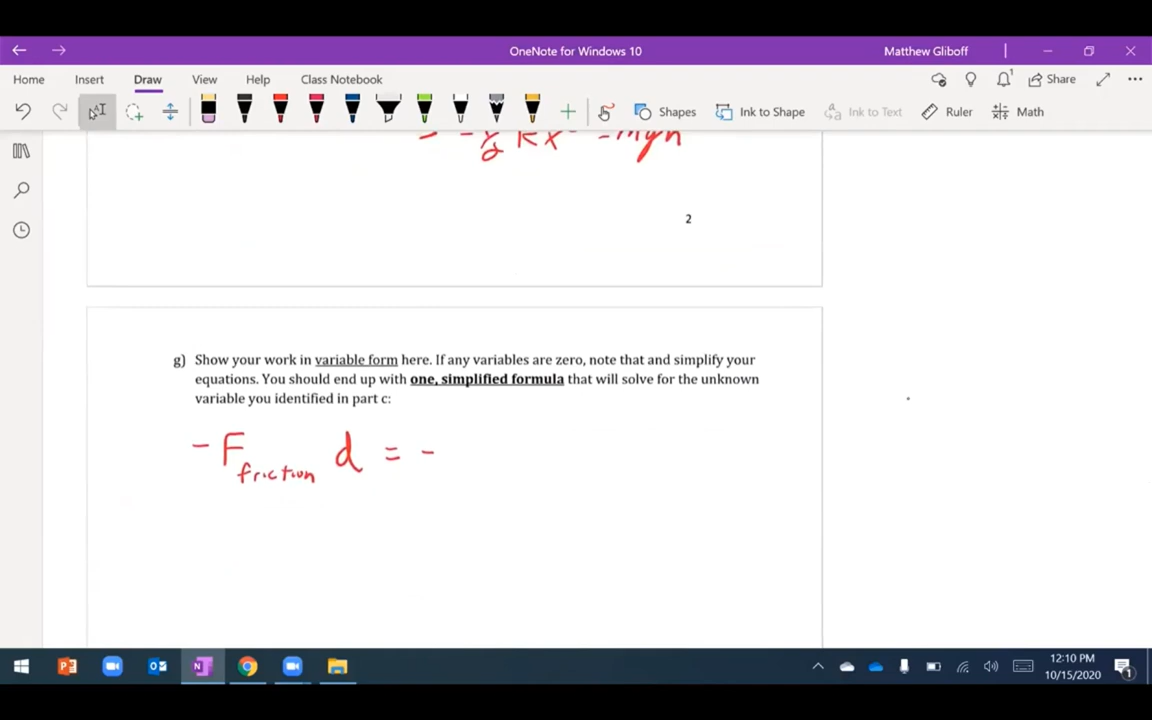 OneNote for Windows 10
Matthew Gliboff
Home Insert Draw View Help Class Notebook Share
Shapes Ink to Shape Ink to Text Ruler Math
2
g) Show your work in variable form here. If any variables are zero, note that and simplify your
equations. You should end up with one, simplified formula that will solve for the unknown
variable you identified in part c:
- F friction d = -
12:10 PM
10/15/2020